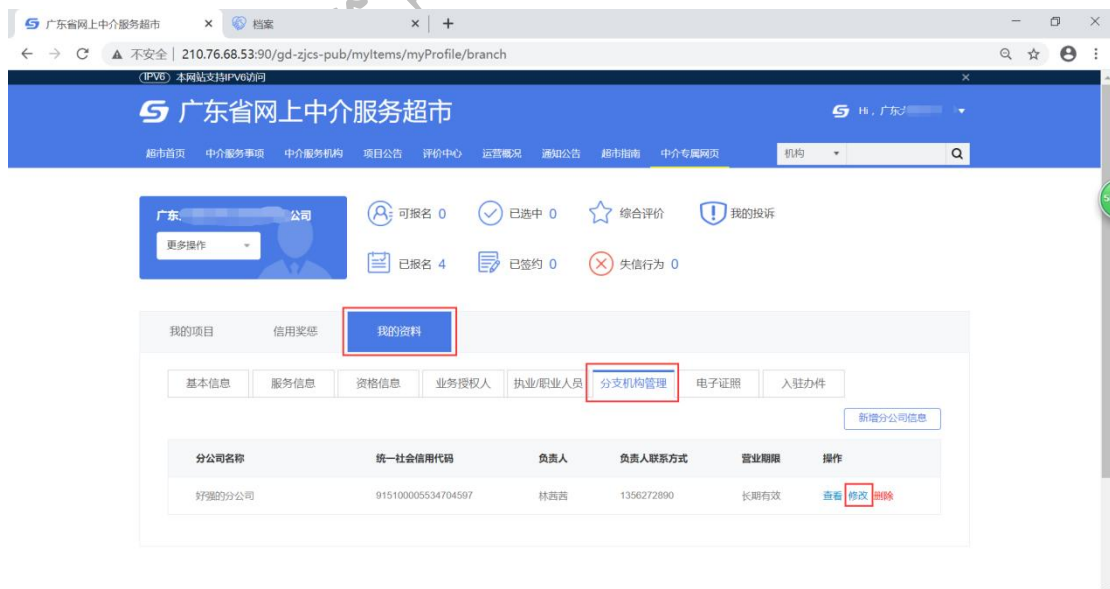 广东省网上中介服务超市 × 档案 × +
不安全 | 210.76.68.53:90/gd-zjcs-pub/myItems/myProfile/branch
IPV6 本网站支持IPV6访问 ×
广东省网上中介服务超市
Hi，广东
超市首页 中介服务事项 中介服务机构 项目公告 评价中心 运营概况 通知公告 超市指南 中介专属网页 机构
广东 公司
更多操作
可报名 0 已选中 0 综合评价 我的投诉
已报名 4 已签约 0 失信行为 0
我的项目 信用奖惩 我的资料
基本信息 服务信息 资格信息 业务授权人 执业/职业人员 分支机构管理 电子证照 入驻办件
新增分公司信息
分公司名称 统一社会信用代码 负责人 负责人联系方式 营业期限 操作
好强的分公司 915100005534704597 林茜茜 1356272890 长期有效 查看 修改 删除